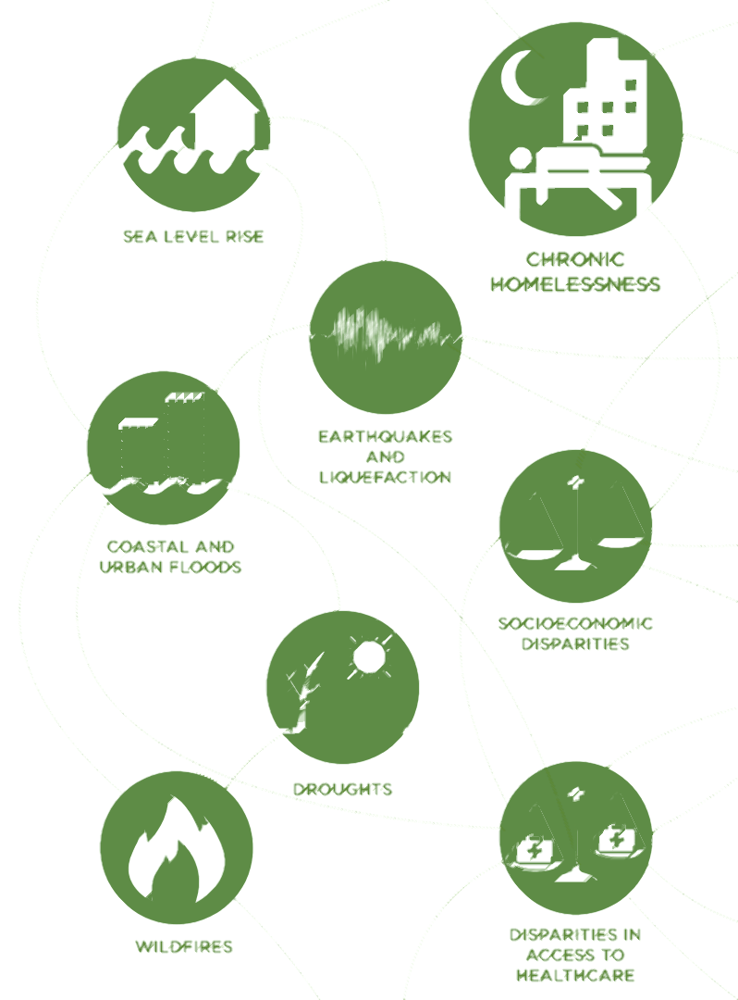 SEA LEVEL RISE
CHRONIC
HOMELESSNESS
EARTHQUAKES
AND
LIQUEFACTION
COASTAL AND
URBAN FLOODS
SOCIOECONOMIC
DISPARITIES
DROUGHTS
WILDFIRES
DISPARITIES IN
ACCESS TO
HEALTHCARE